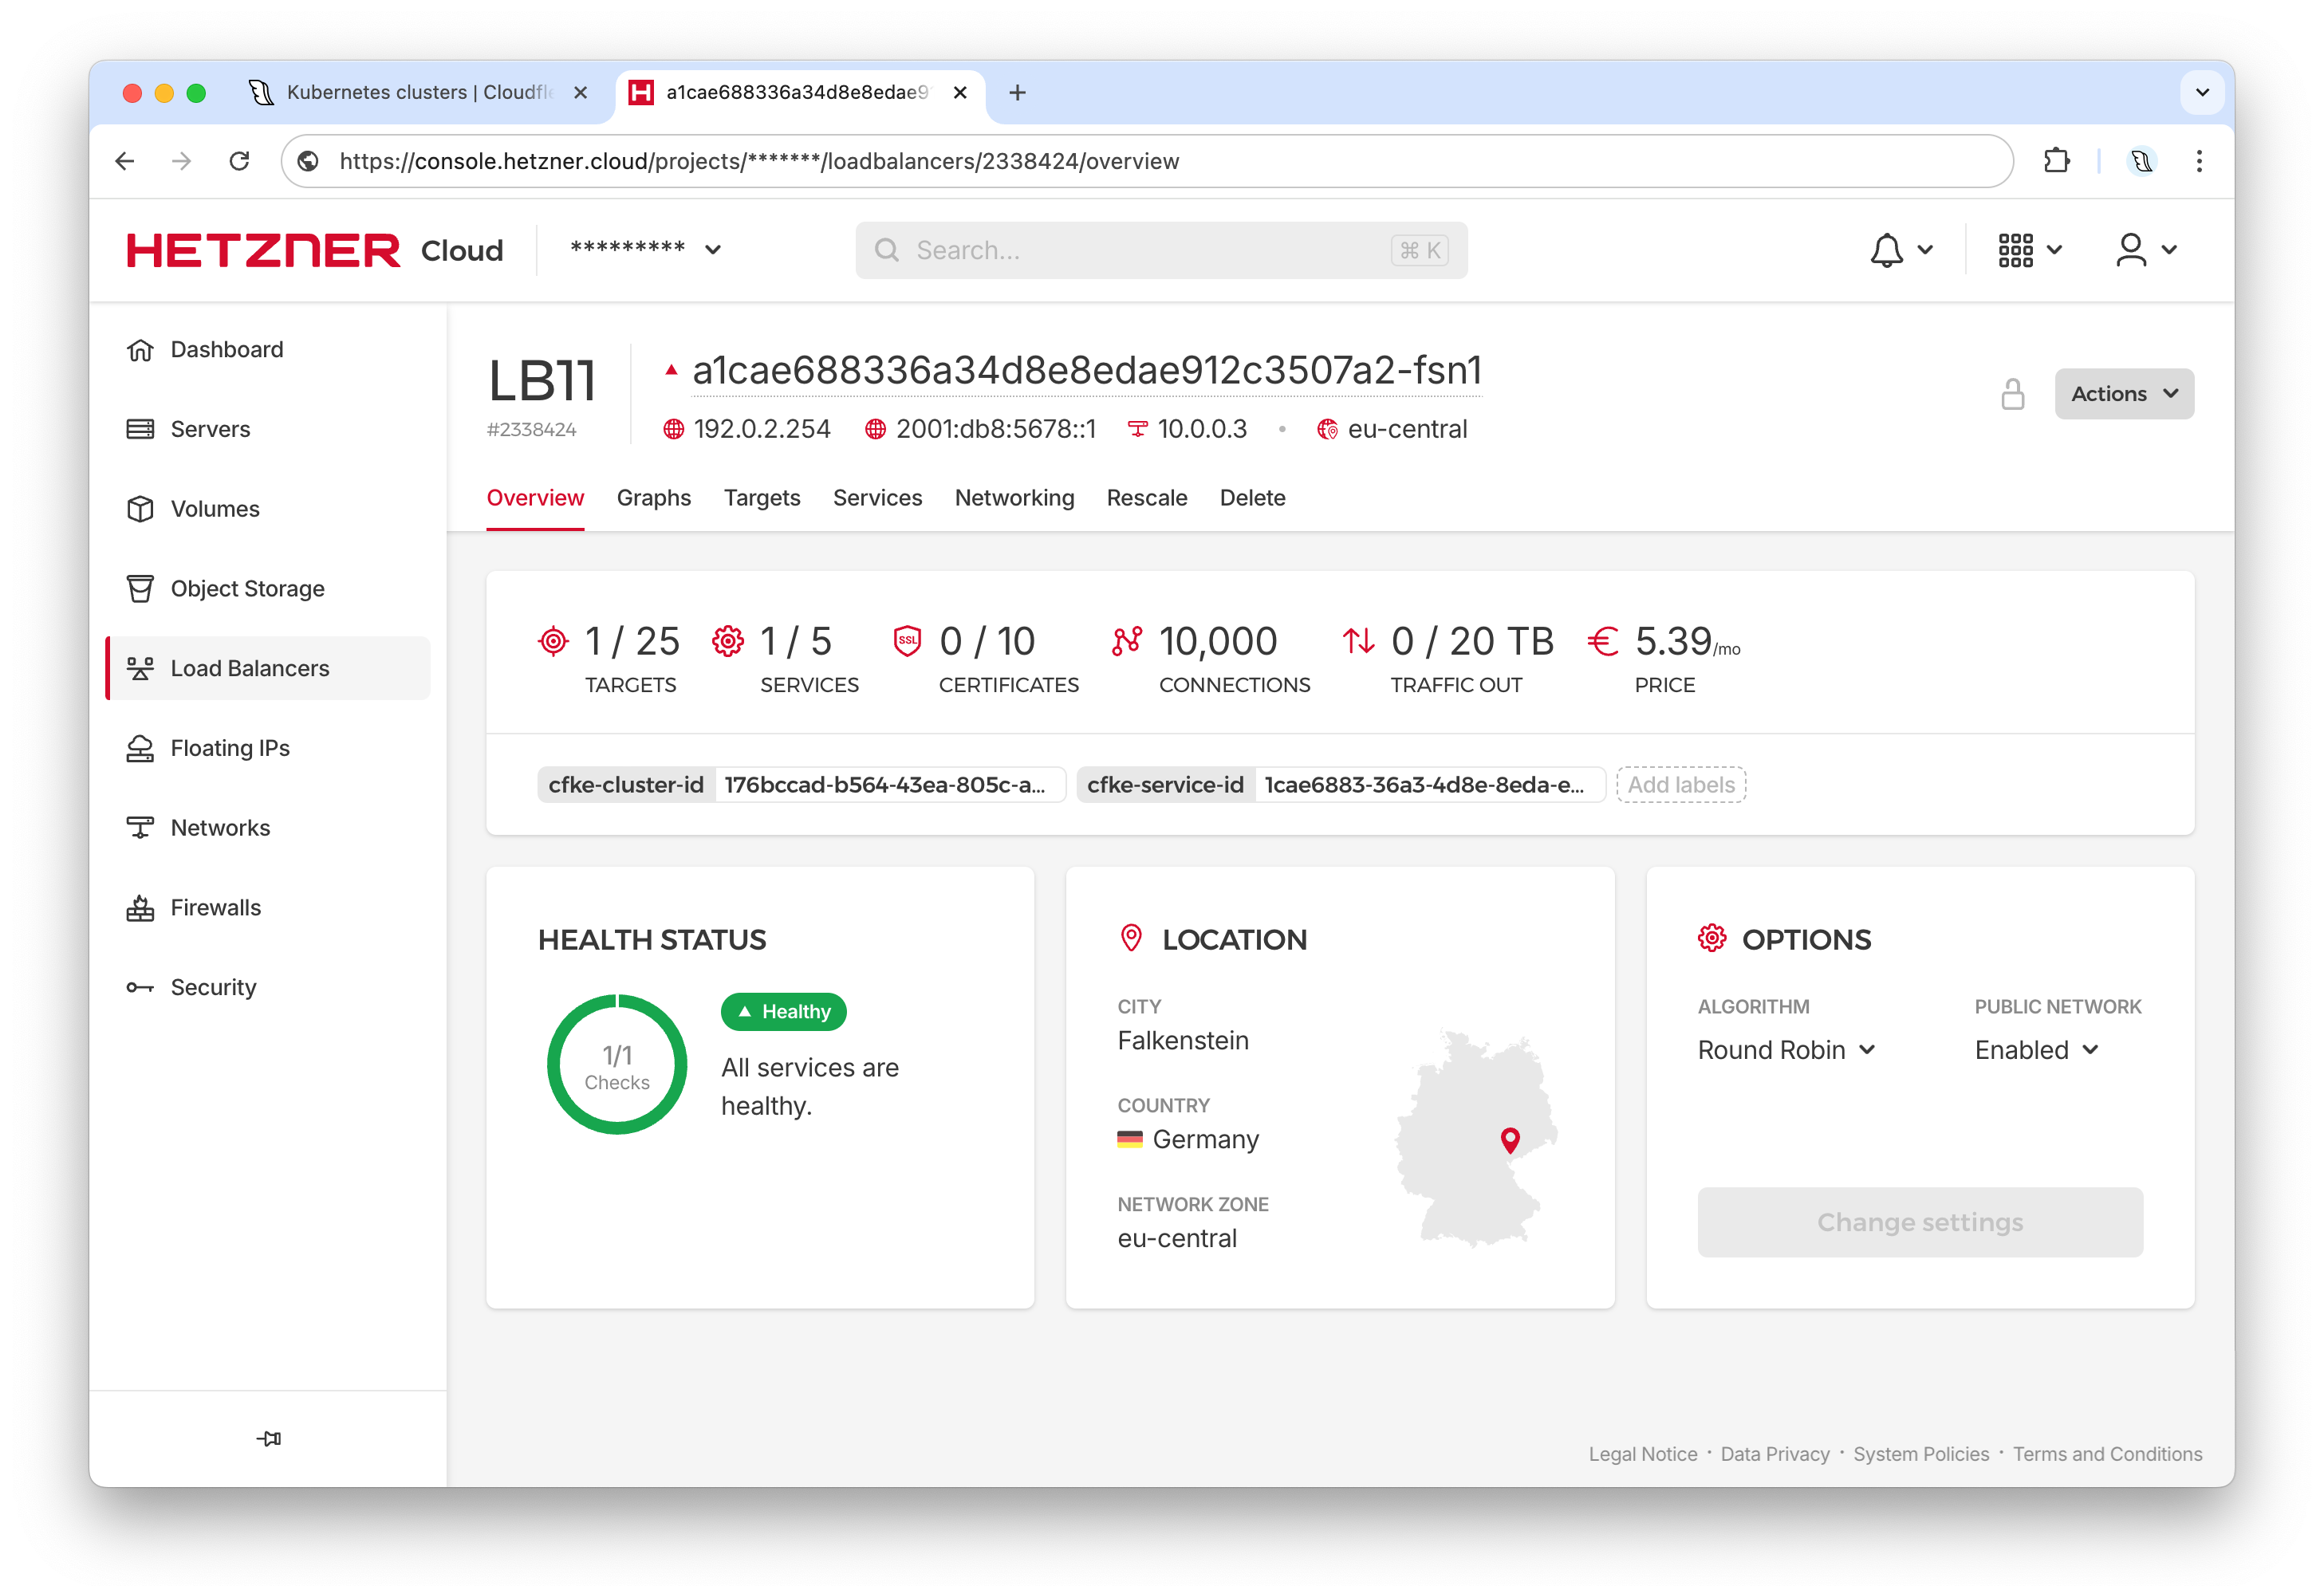 Kubernetes clusters | Cloudfle
a1cae688336a34d8e8edae9
https://console.hetzner.cloud/projects/*******/loadbalancers/2338424/overview
HETZNER Cloud
*********
Search...
⌘ K
Dashboard
Servers
Volumes
Object Storage
Load Balancers
Floating IPs
Networks
Firewalls
Security
LB11
#2338424
a1cae688336a34d8e8edae912c3507a2-fsn1
192.0.2.254 2001:db8:5678::1 10.0.0.3 • eu-central
Actions
Overview Graphs Targets Services Networking Rescale Delete
1 / 25
TARGETS
1 / 5
SERVICES
SSL
0 / 10
CERTIFICATES
10,000
CONNECTIONS
0 / 20 TB
TRAFFIC OUT
€ 5.39/mo
PRICE
cfke-cluster-id 176bccad-b564-43ea-805c-a...
cfke-service-id 1cae6883-36a3-4d8e-8eda-e...
Add labels
HEALTH STATUS
1/1
Checks
Healthy
All services are
healthy.
LOCATION
CITY
Falkenstein
COUNTRY
Germany
NETWORK ZONE
eu-central
OPTIONS
ALGORITHM
Round Robin
PUBLIC NETWORK
Enabled
Change settings
Legal Notice · Data Privacy · System Policies · Terms and Conditions